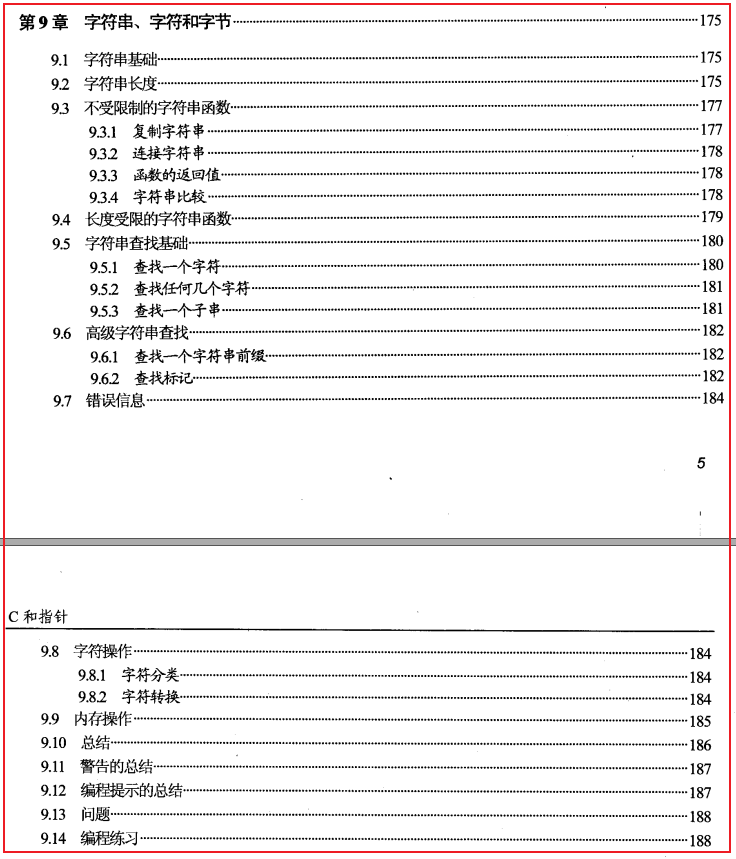 第9章 字符串、字符和字节 175
9.1 字符串基础 175
9.2 字符串长度 175
9.3 不受限制的字符串函数 177
9.3.1 复制字符串 177
9.3.2 连接字符串 178
9.3.3 函数的返回值 178
9.3.4 字符串比较 178
9.4 长度受限的字符串函数 179
9.5 字符串查找基础 180
9.5.1 查找一个字符 180
9.5.2 查找任何几个字符 181
9.5.3 查找一个子串 181
9.6 高级字符串查找 182
9.6.1 查找一个字符串前缀 182
9.6.2 查找标记 182
9.7 错误信息 184
5
C 和指针
9.8 字符操作 184
9.8.1 字符分类 184
9.8.2 字符转换 184
9.9 内存操作 185
9.10 总结 186
9.11 警告的总结 187
9.12 编程提示的总结 187
9.13 问题 188
9.14 编程练习 188